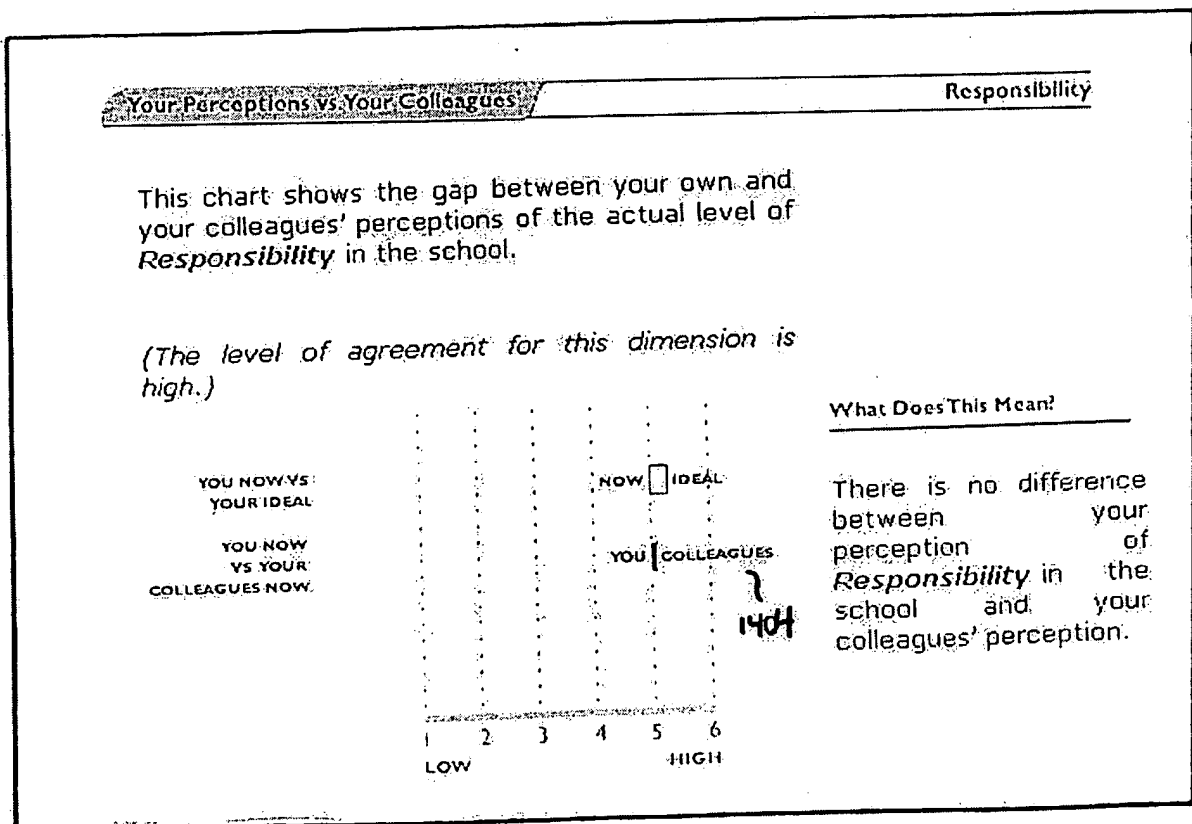 Your Perceptions vs Your Colleagues'
Responsibility
This chart shows the gap between your own and
your colleagues' perceptions of the actual level of
Responsibility in the school.
(The level of agreement for this dimension is
high.)
What Does This Mean?
YOU NOW VS
YOUR IDEAL
NOW IDEAL
YOU NOW
VS YOUR
COLLEAGUES NOW
YOU COLLEAGUES
There is no difference
between your
perception of
Responsibility in the
school and your
colleagues' perception.
1 2 3 4 5 6
LOW HIGH